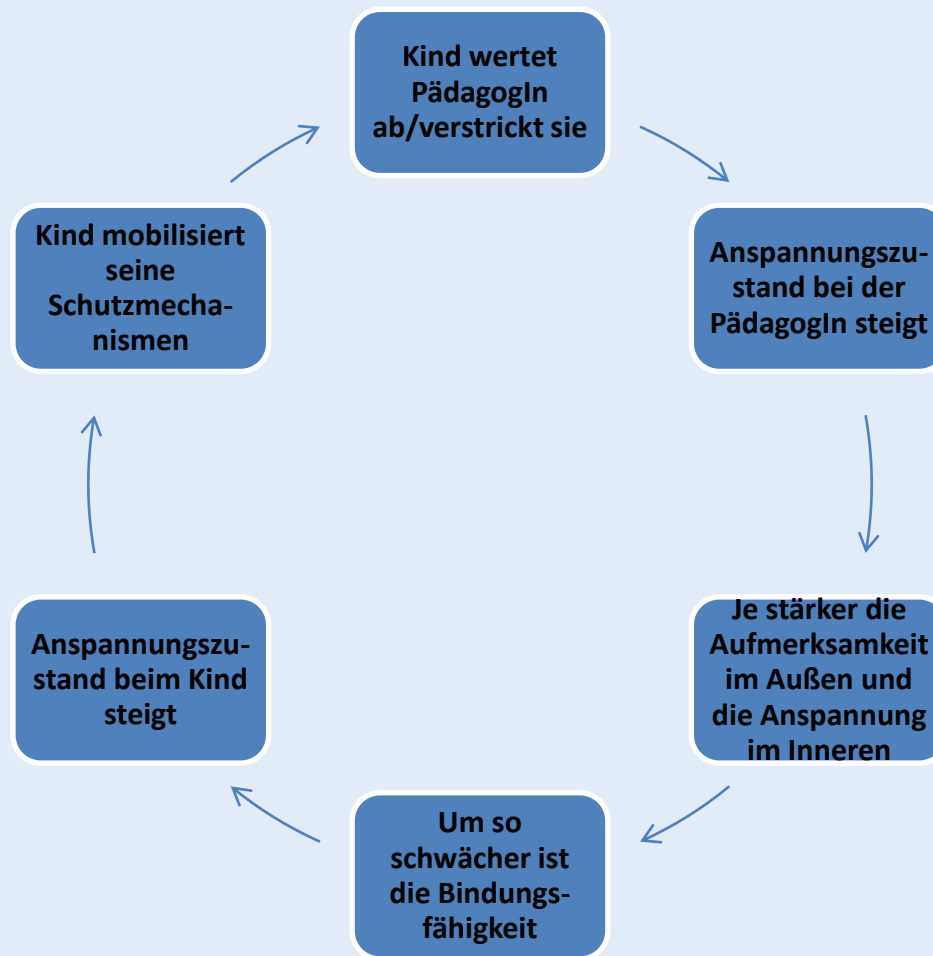 Kind wertet
PädagogIn
ab/verstrickt sie
Anspannungszu-
stand bei der
PädagogIn steigt
Je stärker die
Aufmerksamkeit
im Außen und
die Anspannung
im Inneren
Um so
schwächer ist
die Bindungs-
fähigkeit
Anspannungszu-
stand beim Kind
steigt
Kind mobilisiert
seine
Schutzmecha-
nismen